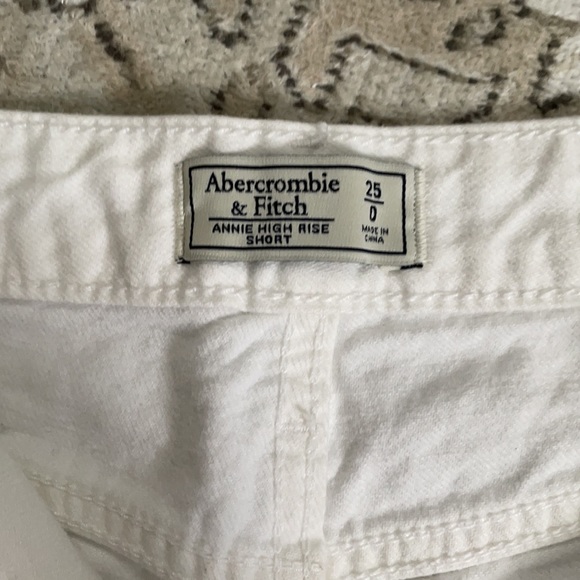 Abercrombie
& Fitch
ANNIE HIGH RISE
SHORT
25
0
MADE IN
CHINA